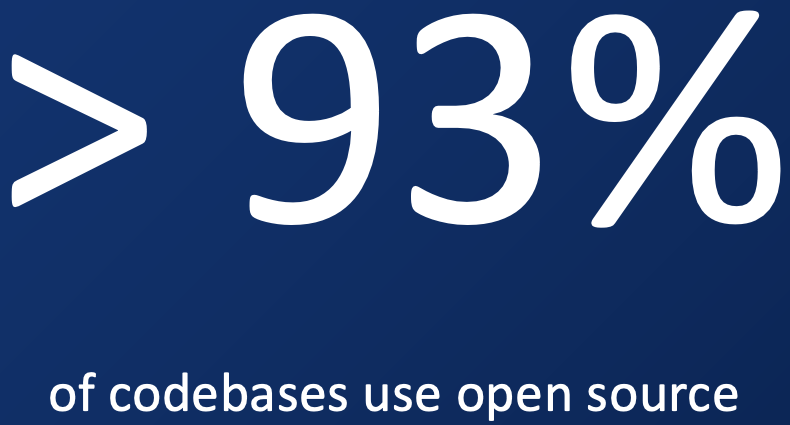 > 93%
of codebases use open source